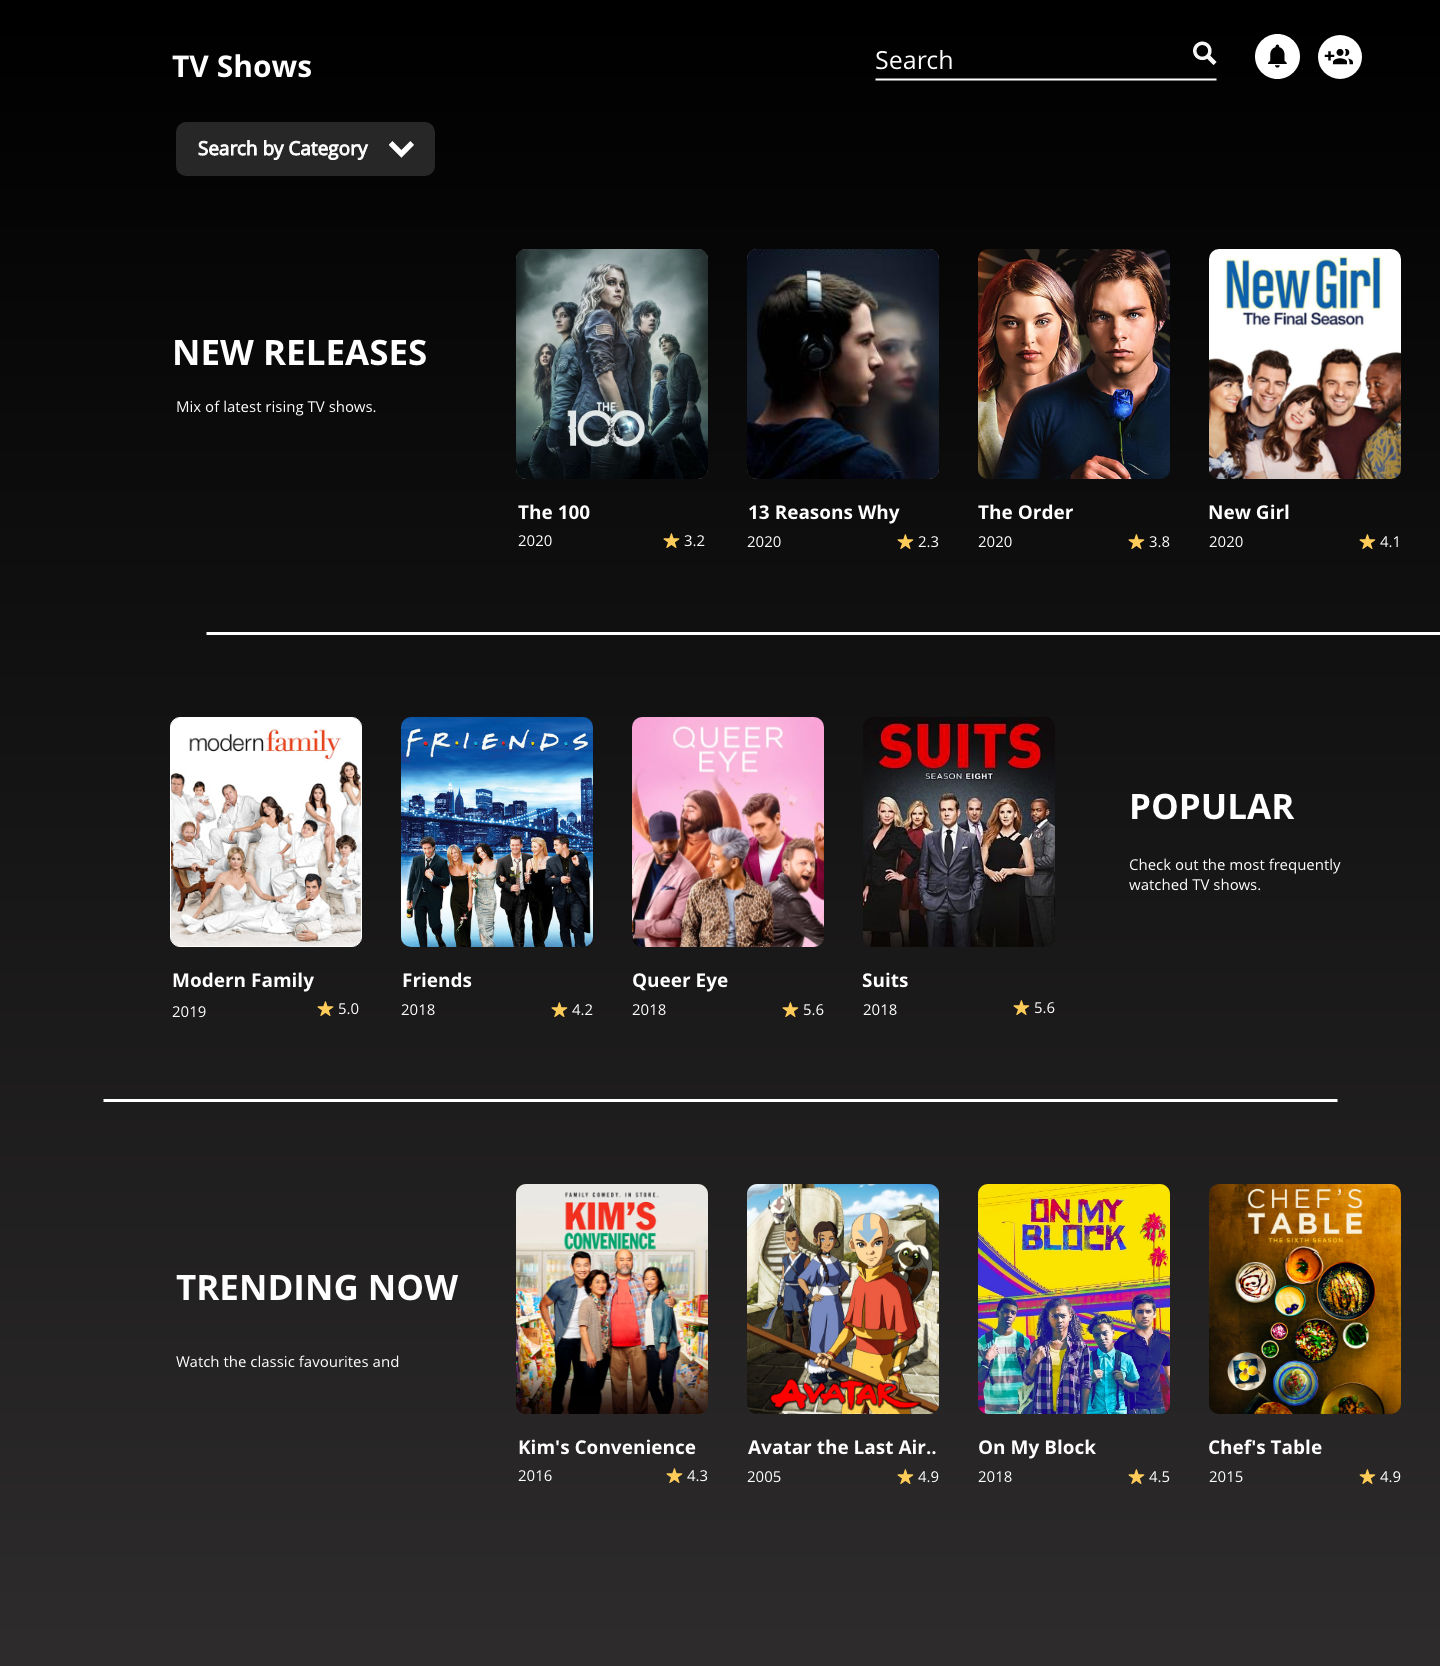 TV Shows
Search
Search by Category
NEW RELEASES
Mix of latest rising TV shows.
THE
100
New Girl
The Final Season
The 100
2020
3.2
13 Reasons Why
2020
2.3
The Order
2020
3.8
New Girl
2020
4.1
modern family
F·R·I·E·N·D·S
QUEER
EYE
SUITS
SEASON EIGHT
POPULAR
Check out the most frequently
watched TV shows.
Modern Family
2019
5.0
Friends
2018
4.2
Queer Eye
2018
5.6
Suits
2018
5.6
TRENDING NOW
Watch the classic favourites and
FAMILY COMEDY. IN STORE.
KIM'S
CONVENIENCE
AVATAR
ON MY
BLOCK
CHEF'S
TABLE
THE SIXTH SEASON
Kim's Convenience
2016
4.3
Avatar the Last Air..
2005
4.9
On My Block
2018
4.5
Chef's Table
2015
4.9